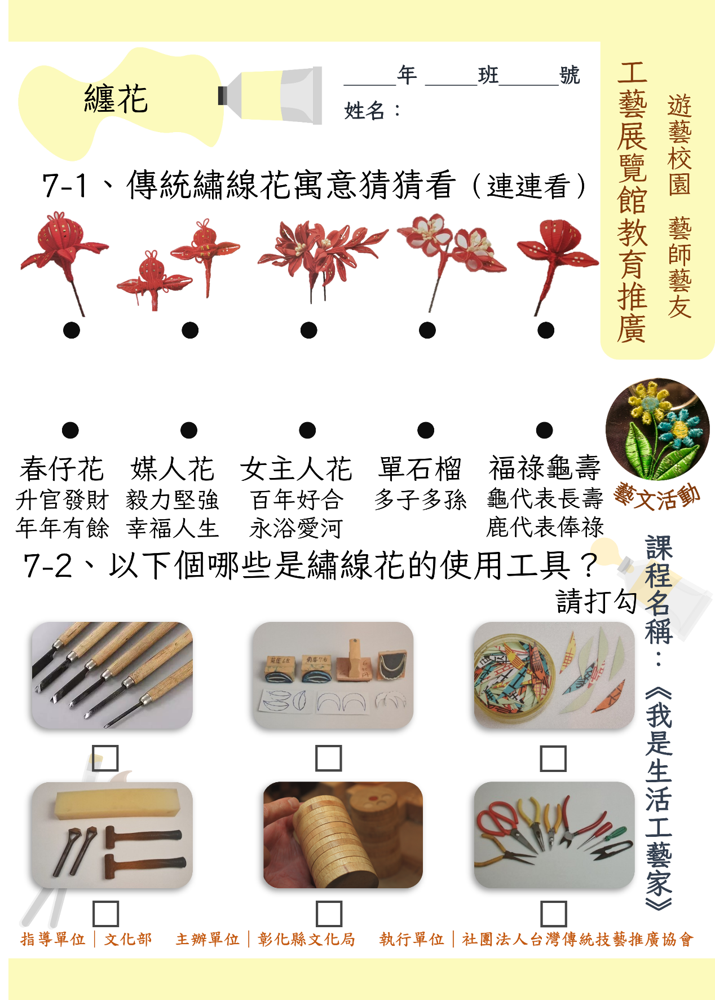 纏花
_____年 _____班______號
姓名：
工藝展覽館教育推廣
遊藝校園 藝師藝友
7-1、傳統繡線花寓意猜猜看（連連看）
春仔花
升官發財
年年有餘
媒人花
毅力堅強
幸福人生
女主人花
百年好合
永浴愛河
單石榴
多子多孫
福祿龜壽
龜代表長壽
鹿代表俸祿
藝文活動
7-2、以下個哪些是繡線花的使用工具？
請打勾
課程名稱：《我是生活工藝家》
指導單位｜文化部 主辦單位｜彰化縣文化局 執行單位｜社團法人台灣傳統技藝推廣協會